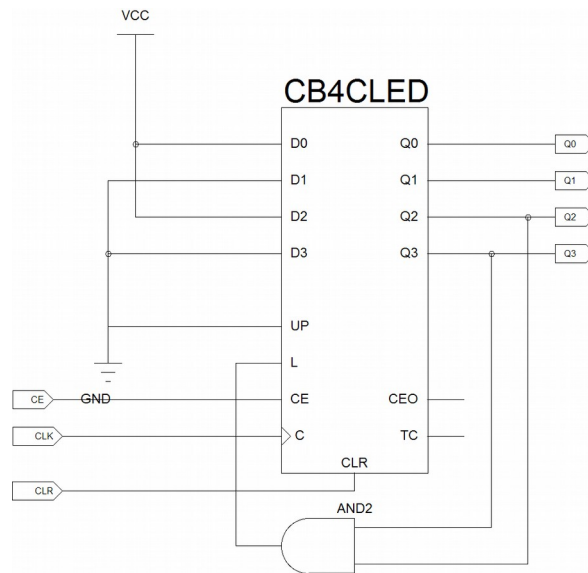 VCC
CB4CLED
D0
Q0
Q0
D1
Q1
Q1
D2
Q2
Q2
D3
Q3
Q3
UP
L
CE
GND
CE
CEO
CLK
C
TC
CLR
CLR
AND2